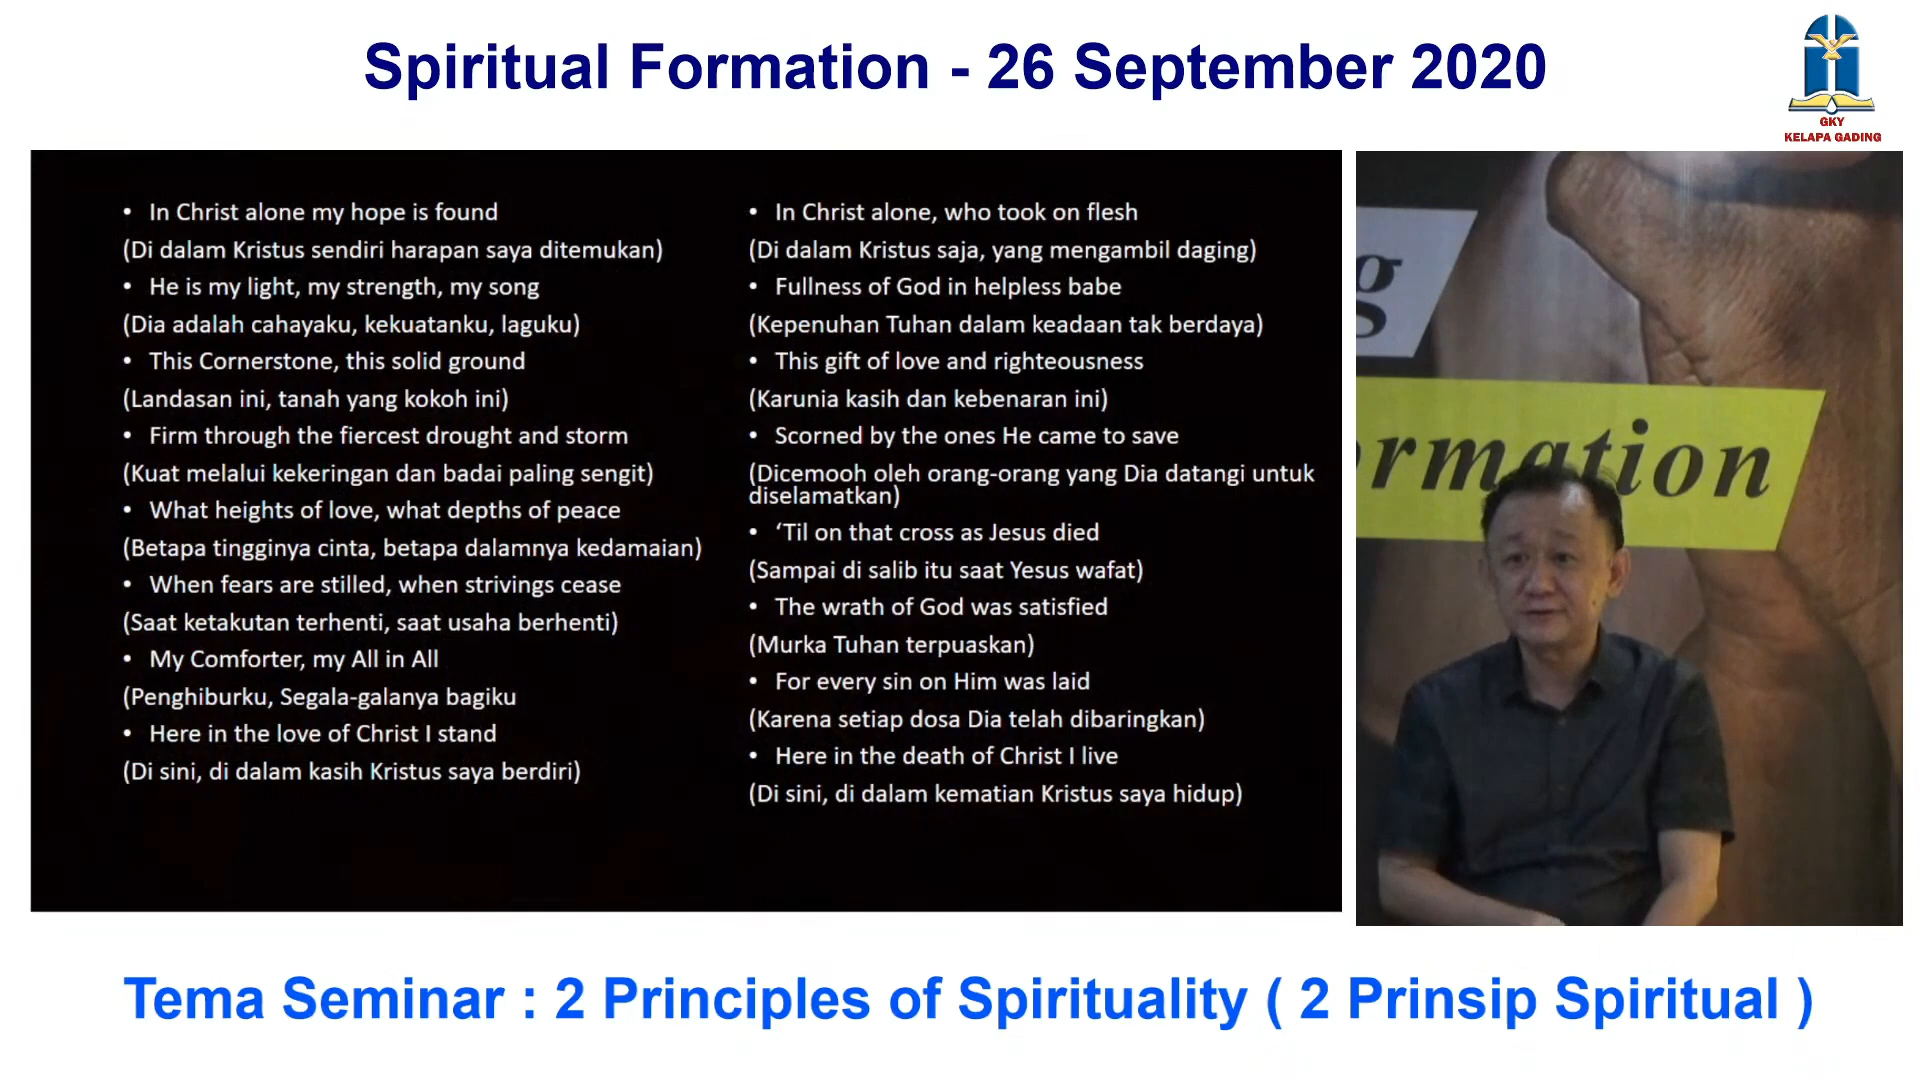 Spiritual Formation - 26 September 2020
GKY
KELAPA GADING
• In Christ alone my hope is found
(Di dalam Kristus sendiri harapan saya ditemukan)
• He is my light, my strength, my song
(Dia adalah cahayaku, kekuatanku, laguku)
• This Cornerstone, this solid ground
(Landasan ini, tanah yang kokoh ini)
• Firm through the fiercest drought and storm
(Kuat melalui kekeringan dan badai paling sengit)
• What heights of love, what depths of peace
(Betapa tingginya cinta, betapa dalamnya kedamaian)
• When fears are stilled, when strivings cease
(Saat ketakutan terhenti, saat usaha berhenti)
• My Comforter, my All in All
(Penghiburku, Segala-galanya bagiku
• Here in the love of Christ I stand
(Di sini, di dalam kasih Kristus saya berdiri)
• In Christ alone, who took on flesh
(Di dalam Kristus saja, yang mengambil daging)
• Fullness of God in helpless babe
(Kepenuhan Tuhan dalam keadaan tak berdaya)
• This gift of love and righteousness
(Karunia kasih dan kebenaran ini)
• Scorned by the ones He came to save
(Dicemooh oleh orang-orang yang Dia datangi untuk
diselamatkan)
• ‘Til on that cross as Jesus died
(Sampai di salib itu saat Yesus wafat)
• The wrath of God was satisfied
(Murka Tuhan terpuaskan)
• For every sin on Him was laid
(Karena setiap dosa Dia telah dibaringkan)
• Here in the death of Christ I live
(Di sini, di dalam kematian Kristus saya hidup)
g
rmation
Tema Seminar : 2 Principles of Spirituality ( 2 Prinsip Spiritual )